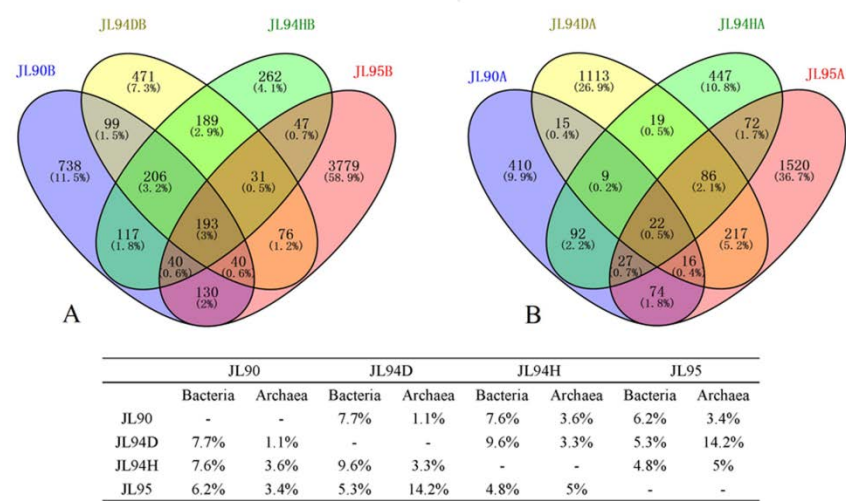 JL94DB JL94HB
JL90B JL95B
471 262
(7.3%) (4.1%)
99 189 47
(1.5%) (2.9%) (0.7%)
738 206 31 3779
(11.5%) (3.2%) (0.5%) (58.9%)
117 193 76
(1.8%) (3%) (1.2%)
40 40
(0.6%) (0.6%)
130
(2%)
A
JL94DA JL94HA
JL90A JL95A
1113 447
(26.9%) (10.8%)
15 19 72
(0.4%) (0.5%) (1.7%)
410 9 86 1520
(9.9%) (0.2%) (2.1%) (36.7%)
92 22 217
(2.2%) (0.5%) (5.2%)
27 16
(0.7%) (0.4%)
74
(1.8%)
B
JL90 JL94D JL94H JL95
Bacteria Archaea Bacteria Archaea Bacteria Archaea Bacteria Archaea
JL90 - - 7.7% 1.1% 7.6% 3.6% 6.2% 3.4%
JL94D 7.7% 1.1% - - 9.6% 3.3% 5.3% 14.2%
JL94H 7.6% 3.6% 9.6% 3.3% - - 4.8% 5%
JL95 6.2% 3.4% 5.3% 14.2% 4.8% 5% - -